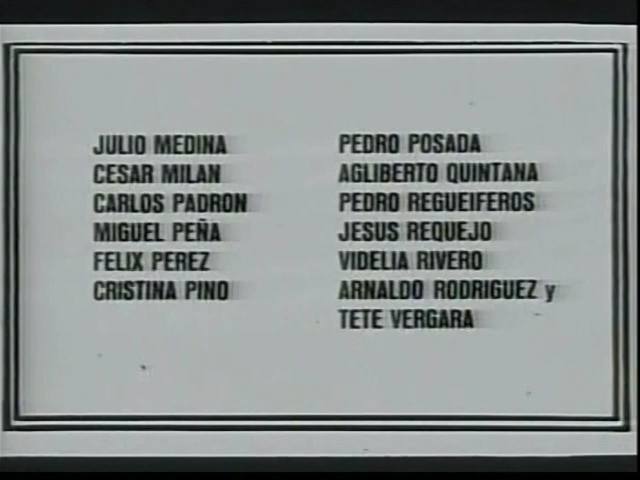 JULIO MEDINA
CESAR MILAN
CARLOS PADRON
MIGUEL PEÑA
FELIX PEREZ
CRISTINA PINO
PEDRO POSADA
AGLIBERTO QUINTANA
PEDRO REGUEIFEROS
JESUS REQUEJO
VIDELIA RIVERO
ARNALDO RODRIGUEZ y
TETE VERGARA